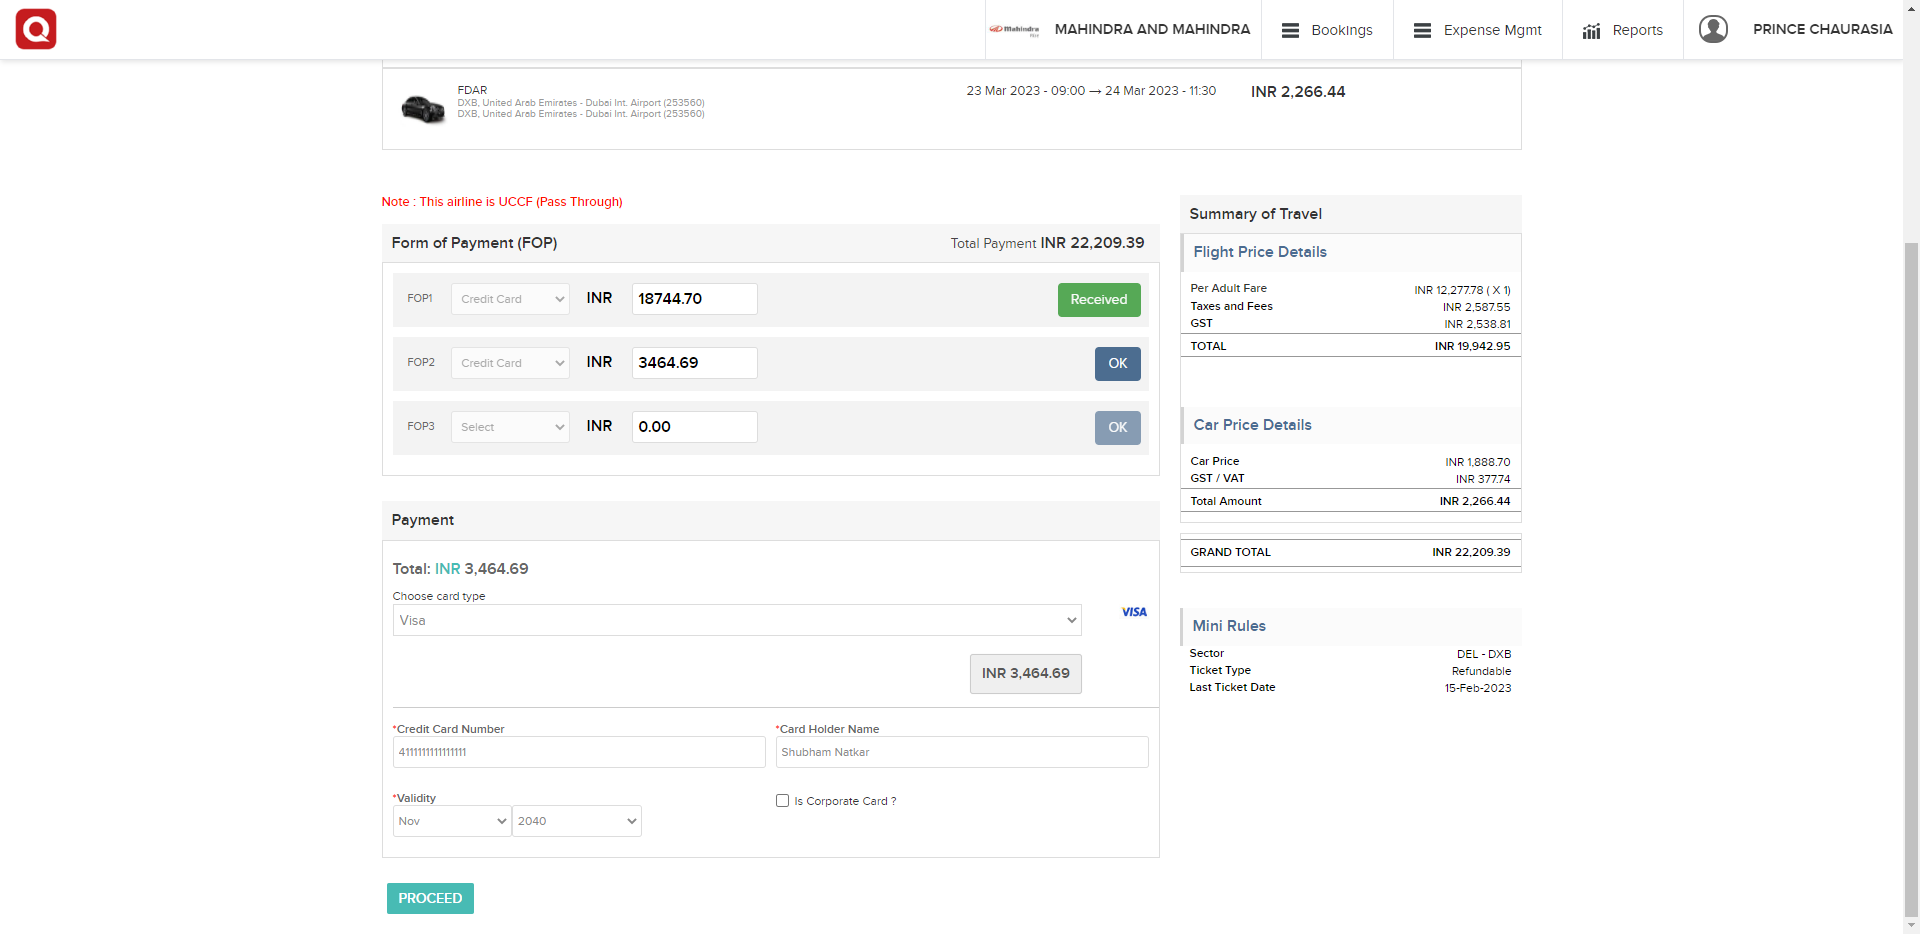 Q
Mahindra
MAHINDRA AND MAHINDRA
Bookings
Expense Mgmt
Reports
PRINCE CHAURASIA
FDAR
DXB, United Arab Emirates - Dubai Int. Airport (253560)
DXB, United Arab Emirates - Dubai Int. Airport (253560)
23 Mar 2023 - 09:00 → 24 Mar 2023 - 11:30
INR 2,266.44
Note : This airline is UCCF (Pass Through)
Form of Payment (FOP)
Total Payment INR 22,209.39
FOP1 Credit Card INR 18744.70 Received
FOP2 Credit Card INR 3464.69 OK
FOP3 Select INR 0.00 OK
Payment
Total: INR 3,464.69
Choose card type
Visa
VISA
INR 3,464.69
*Credit Card Number
4111111111111111
*Card Holder Name
Shubham Natkar
*Validity
Nov 2040
Is Corporate Card ?
PROCEED
Summary of Travel
Flight Price Details
Per Adult Fare INR 12,277.78 ( X 1)
Taxes and Fees INR 2,587.55
GST INR 2,538.81
TOTAL INR 19,942.95
Car Price Details
Car Price INR 1,888.70
GST / VAT INR 377.74
Total Amount INR 2,266.44
GRAND TOTAL INR 22,209.39
Mini Rules
Sector DEL - DXB
Ticket Type Refundable
Last Ticket Date 15-Feb-2023